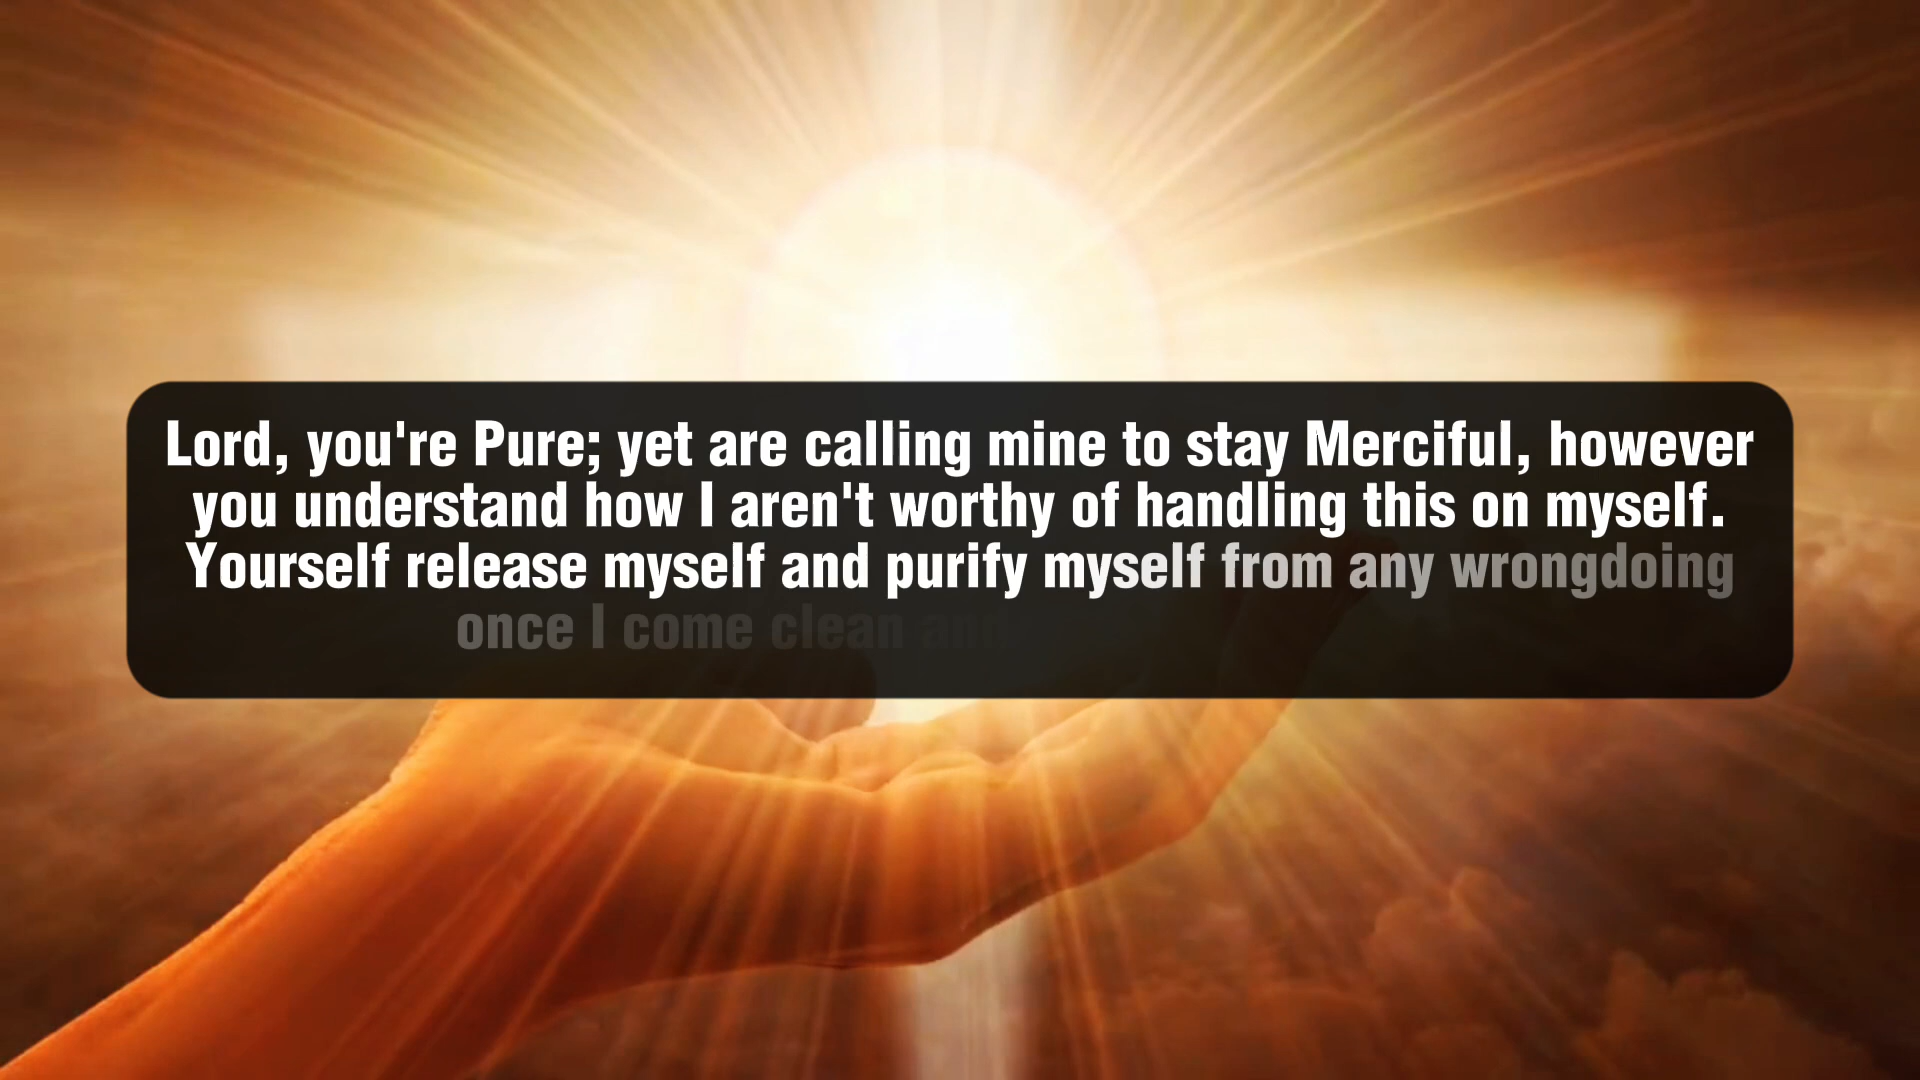 Lord, you're Pure; yet are calling mine to stay Merciful, however
you understand how I aren't worthy of handling this on myself.
Yourself release myself and purify myself from any wrongdoing
once I come clean and